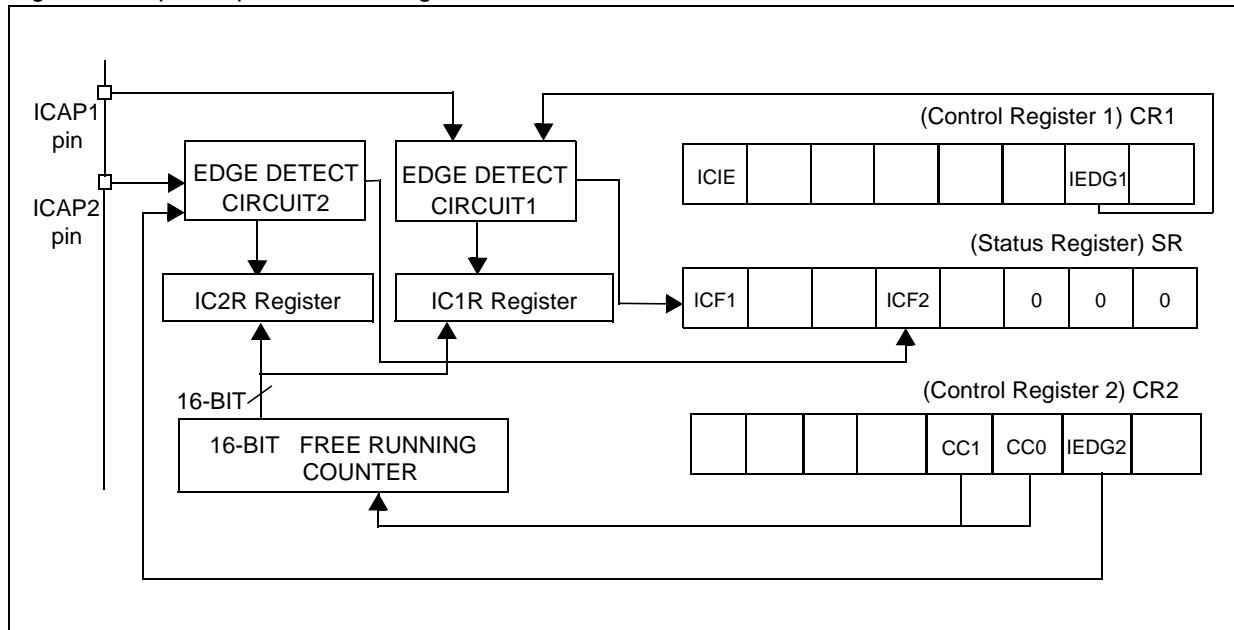 ICAP1
pin
ICAP2
pin
EDGE DETECT
CIRCUIT2
EDGE DETECT
CIRCUIT1
IC2R Register
IC1R Register
16-BIT
16-BIT FREE RUNNING
COUNTER
(Control Register 1) CR1
ICIE
IEDG1
(Status Register) SR
ICF1
ICF2
0
0
0
(Control Register 2) CR2
CC1
CC0
IEDG2